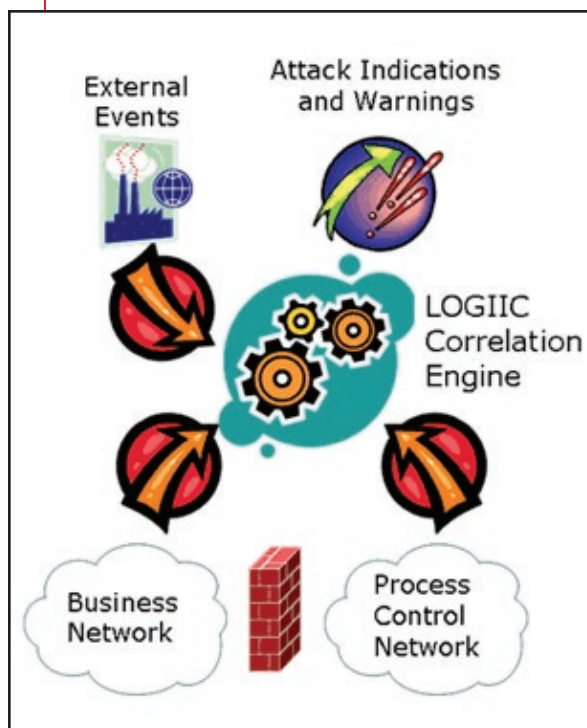 External
Events
Attack Indications
and Warnings
LOGIIC
Correlation
Engine
Business
Network
Process
Control
Network